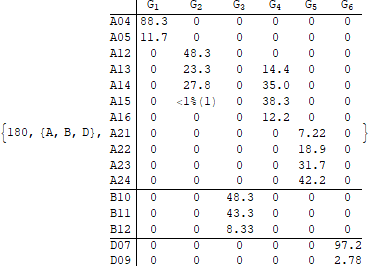 G1 G2 G3 G4 G5 G6
A04 88.3 0 0 0 0 0
A05 11.7 0 0 0 0 0
A12 0 48.3 0 0 0 0
A13 0 23.3 0 14.4 0 0
A14 0 27.8 0 35.0 0 0
A15 0 <1%(1) 0 38.3 0 0
A16 0 0 0 12.2 0 0
{180, {A, B, D}, A21 0 0 0 0 7.22 0 }
A22 0 0 0 0 18.9 0
A23 0 0 0 0 31.7 0
A24 0 0 0 0 42.2 0
B10 0 0 48.3 0 0 0
B11 0 0 43.3 0 0 0
B12 0 0 8.33 0 0 0
D07 0 0 0 0 0 97.2
D09 0 0 0 0 0 2.78